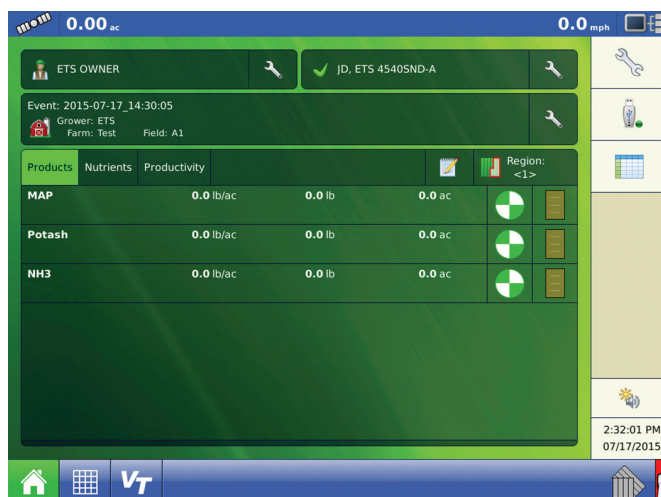 0.00 ac 0.0 mph
ETS OWNER JD, ETS 4540SND-A
Event: 2015-07-17_14:30:05
Grower: ETS
Farm: Test Field: A1
Products Nutrients Productivity Region:
<1>
MAP 0.0 lb/ac 0.0 lb 0.0 ac
Potash 0.0 lb/ac 0.0 lb 0.0 ac
NH3 0.0 lb/ac 0.0 lb 0.0 ac
2:32:01 PM
07/17/2015
VT